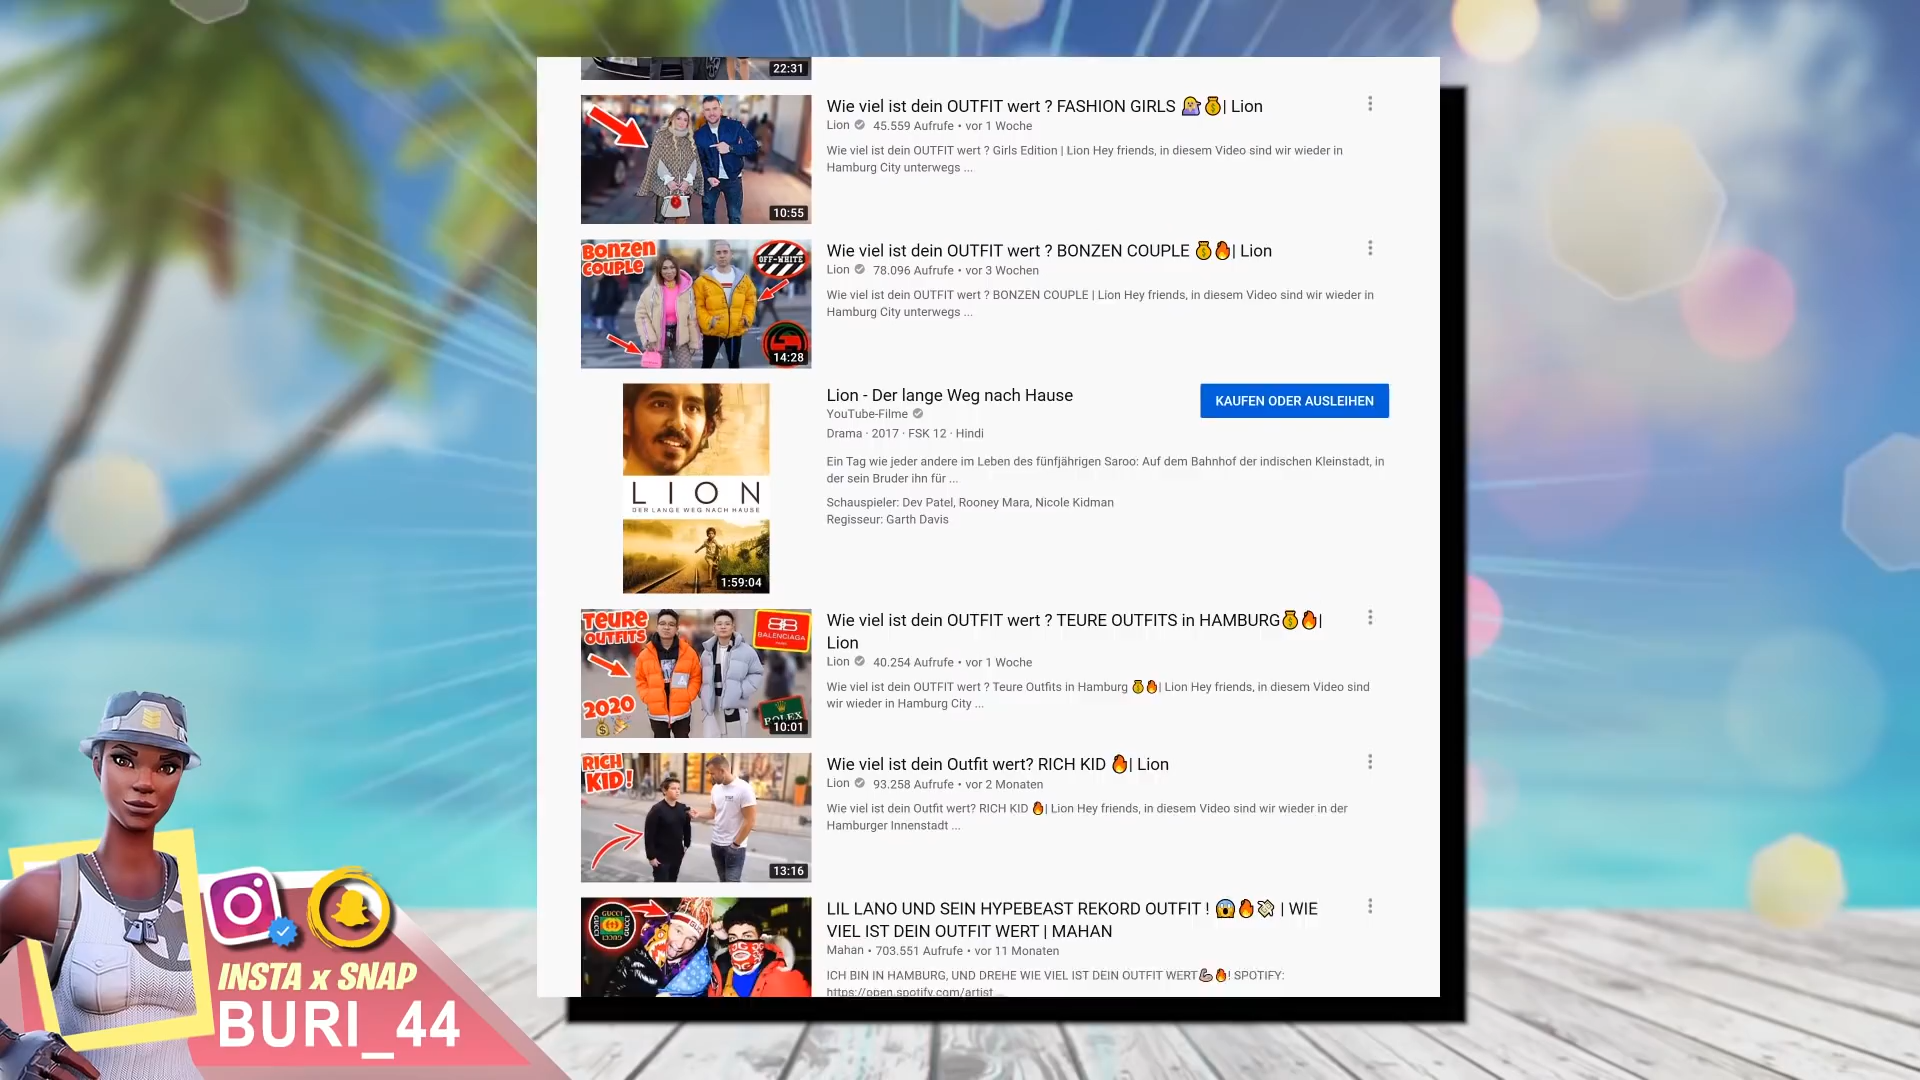 22:31
Wie viel ist dein OUTFIT wert ? FASHION GIRLS 🤷‍♀️💰| Lion
Lion 45.559 Aufrufe • vor 1 Woche
Wie viel ist dein OUTFIT wert ? Girls Edition | Lion Hey friends, in diesem Video sind wir wieder in
Hamburg City unterwegs ...
10:55
BONZEN
COUPLE
OFF-WHITE
14:28
Wie viel ist dein OUTFIT wert ? BONZEN COUPLE 💰🔥| Lion
Lion 78.096 Aufrufe • vor 3 Wochen
Wie viel ist dein OUTFIT wert ? BONZEN COUPLE | Lion Hey friends, in diesem Video sind wir wieder in
Hamburg City unterwegs ...
LION
DER LANGE WEG NACH HAUSE
1:59:04
Lion - Der lange Weg nach Hause
YouTube-Filme
Drama · 2017 · FSK 12 · Hindi
Ein Tag wie jeder andere im Leben des fünfjährigen Saroo: Auf dem Bahnhof der indischen Kleinstadt, in
der sein Bruder ihn für ...
Schauspieler: Dev Patel, Rooney Mara, Nicole Kidman
Regisseur: Garth Davis
KAUFEN ODER AUSLEIHEN
TEURE
OUTFITS
BALENCIAGA
2020
ROLEX
10:01
Wie viel ist dein OUTFIT wert ? TEURE OUTFITS in HAMBURG💰🔥|
Lion
Lion 40.254 Aufrufe • vor 1 Woche
Wie viel ist dein OUTFIT wert ? Teure Outfits in Hamburg 💰🔥| Lion Hey friends, in diesem Video sind
wir wieder in Hamburg City ...
RICH
KID!
13:16
Wie viel ist dein Outfit wert? RICH KID 🔥| Lion
Lion 93.258 Aufrufe • vor 2 Monaten
Wie viel ist dein Outfit wert? RICH KID 🔥| Lion Hey friends, in diesem Video sind wir wieder in der
Hamburger Innenstadt ...
GUCCI
LIL LANO UND SEIN HYPEBEAST REKORD OUTFIT ! 😱🔥💸 | WIE
VIEL IST DEIN OUTFIT WERT | MAHAN
Mahan • 703.551 Aufrufe • vor 11 Monaten
ICH BIN IN HAMBURG, UND DREHE WIE VIEL IST DEIN OUTFIT WERT💪🔥! SPOTIFY:
https://open.spotify.com/artist ...
INSTA x SNAP
BURI_44